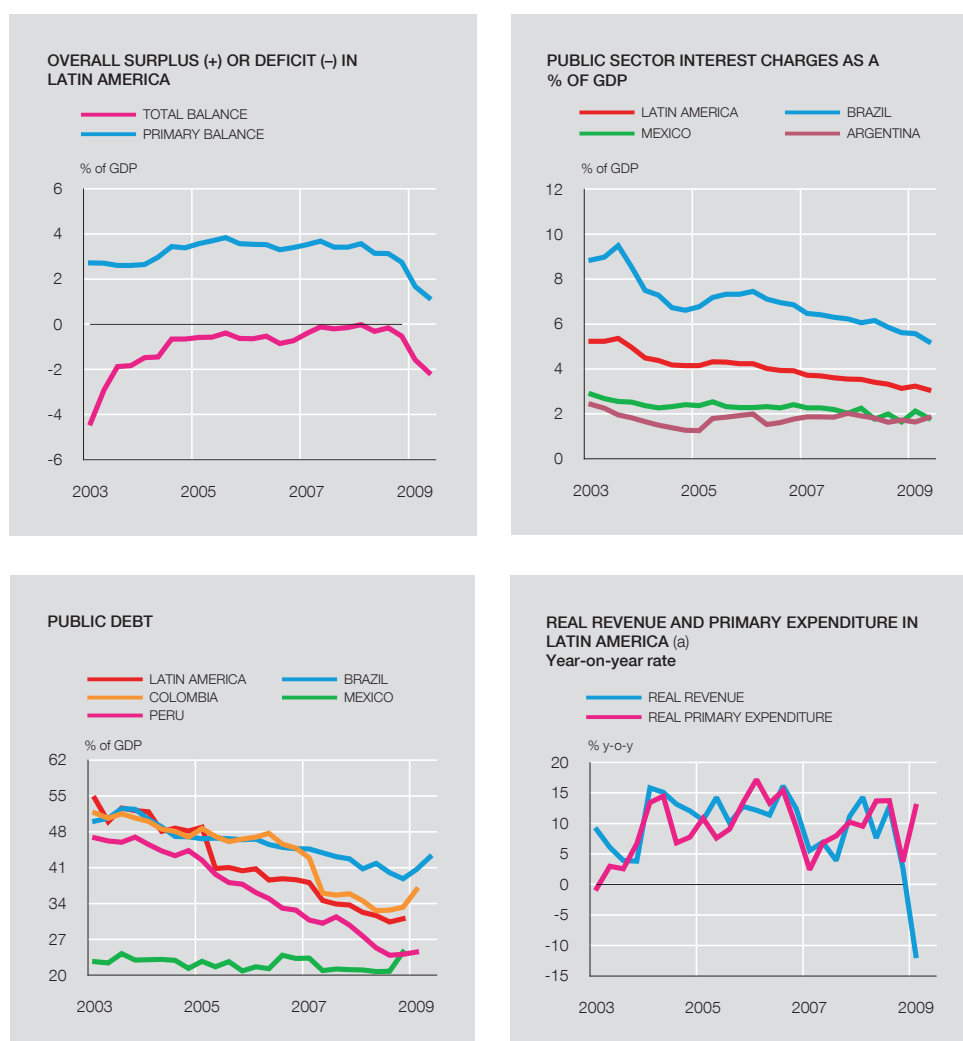 OVERALL SURPLUS (+) OR DEFICIT (–) IN
LATIN AMERICA
TOTAL BALANCE
PRIMARY BALANCE
% of GDP
6
4
2
0
-2
-4
-6
2003 2005 2007 2009
PUBLIC SECTOR INTEREST CHARGES AS A
% OF GDP
LATIN AMERICA BRAZIL
MEXICO ARGENTINA
% of GDP
12
10
8
6
4
2
0
2003 2005 2007 2009
PUBLIC DEBT
LATIN AMERICA BRAZIL
COLOMBIA MEXICO
PERU
% of GDP
62
55
48
41
34
27
20
2003 2005 2007 2009
REAL REVENUE AND PRIMARY EXPENDITURE IN
LATIN AMERICA (a)
Year-on-year rate
REAL REVENUE
REAL PRIMARY EXPENDITURE
% y-o-y
20
15
10
5
0
-5
-10
-15
2003 2005 2007 2009